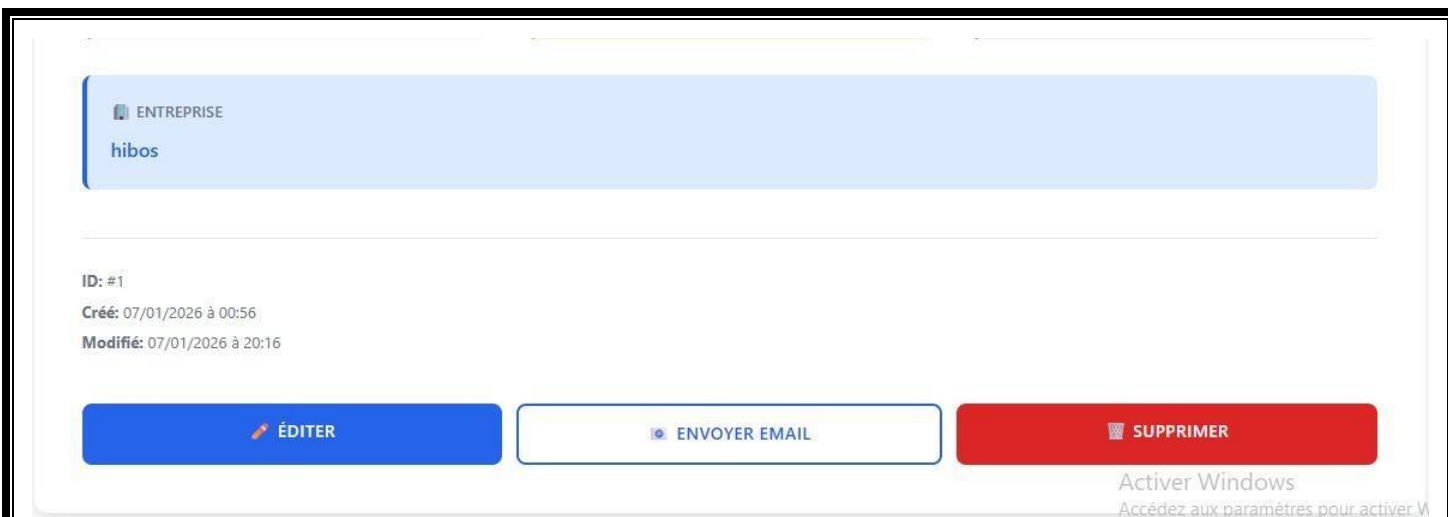 ENTREPRISE
hibos
ID: #1
Créé: 07/01/2026 à 00:56
Modifié: 07/01/2026 à 20:16
ÉDITER
ENVOYER EMAIL
SUPPRIMER
Activer Windows
Accédez aux paramètres pour activer W